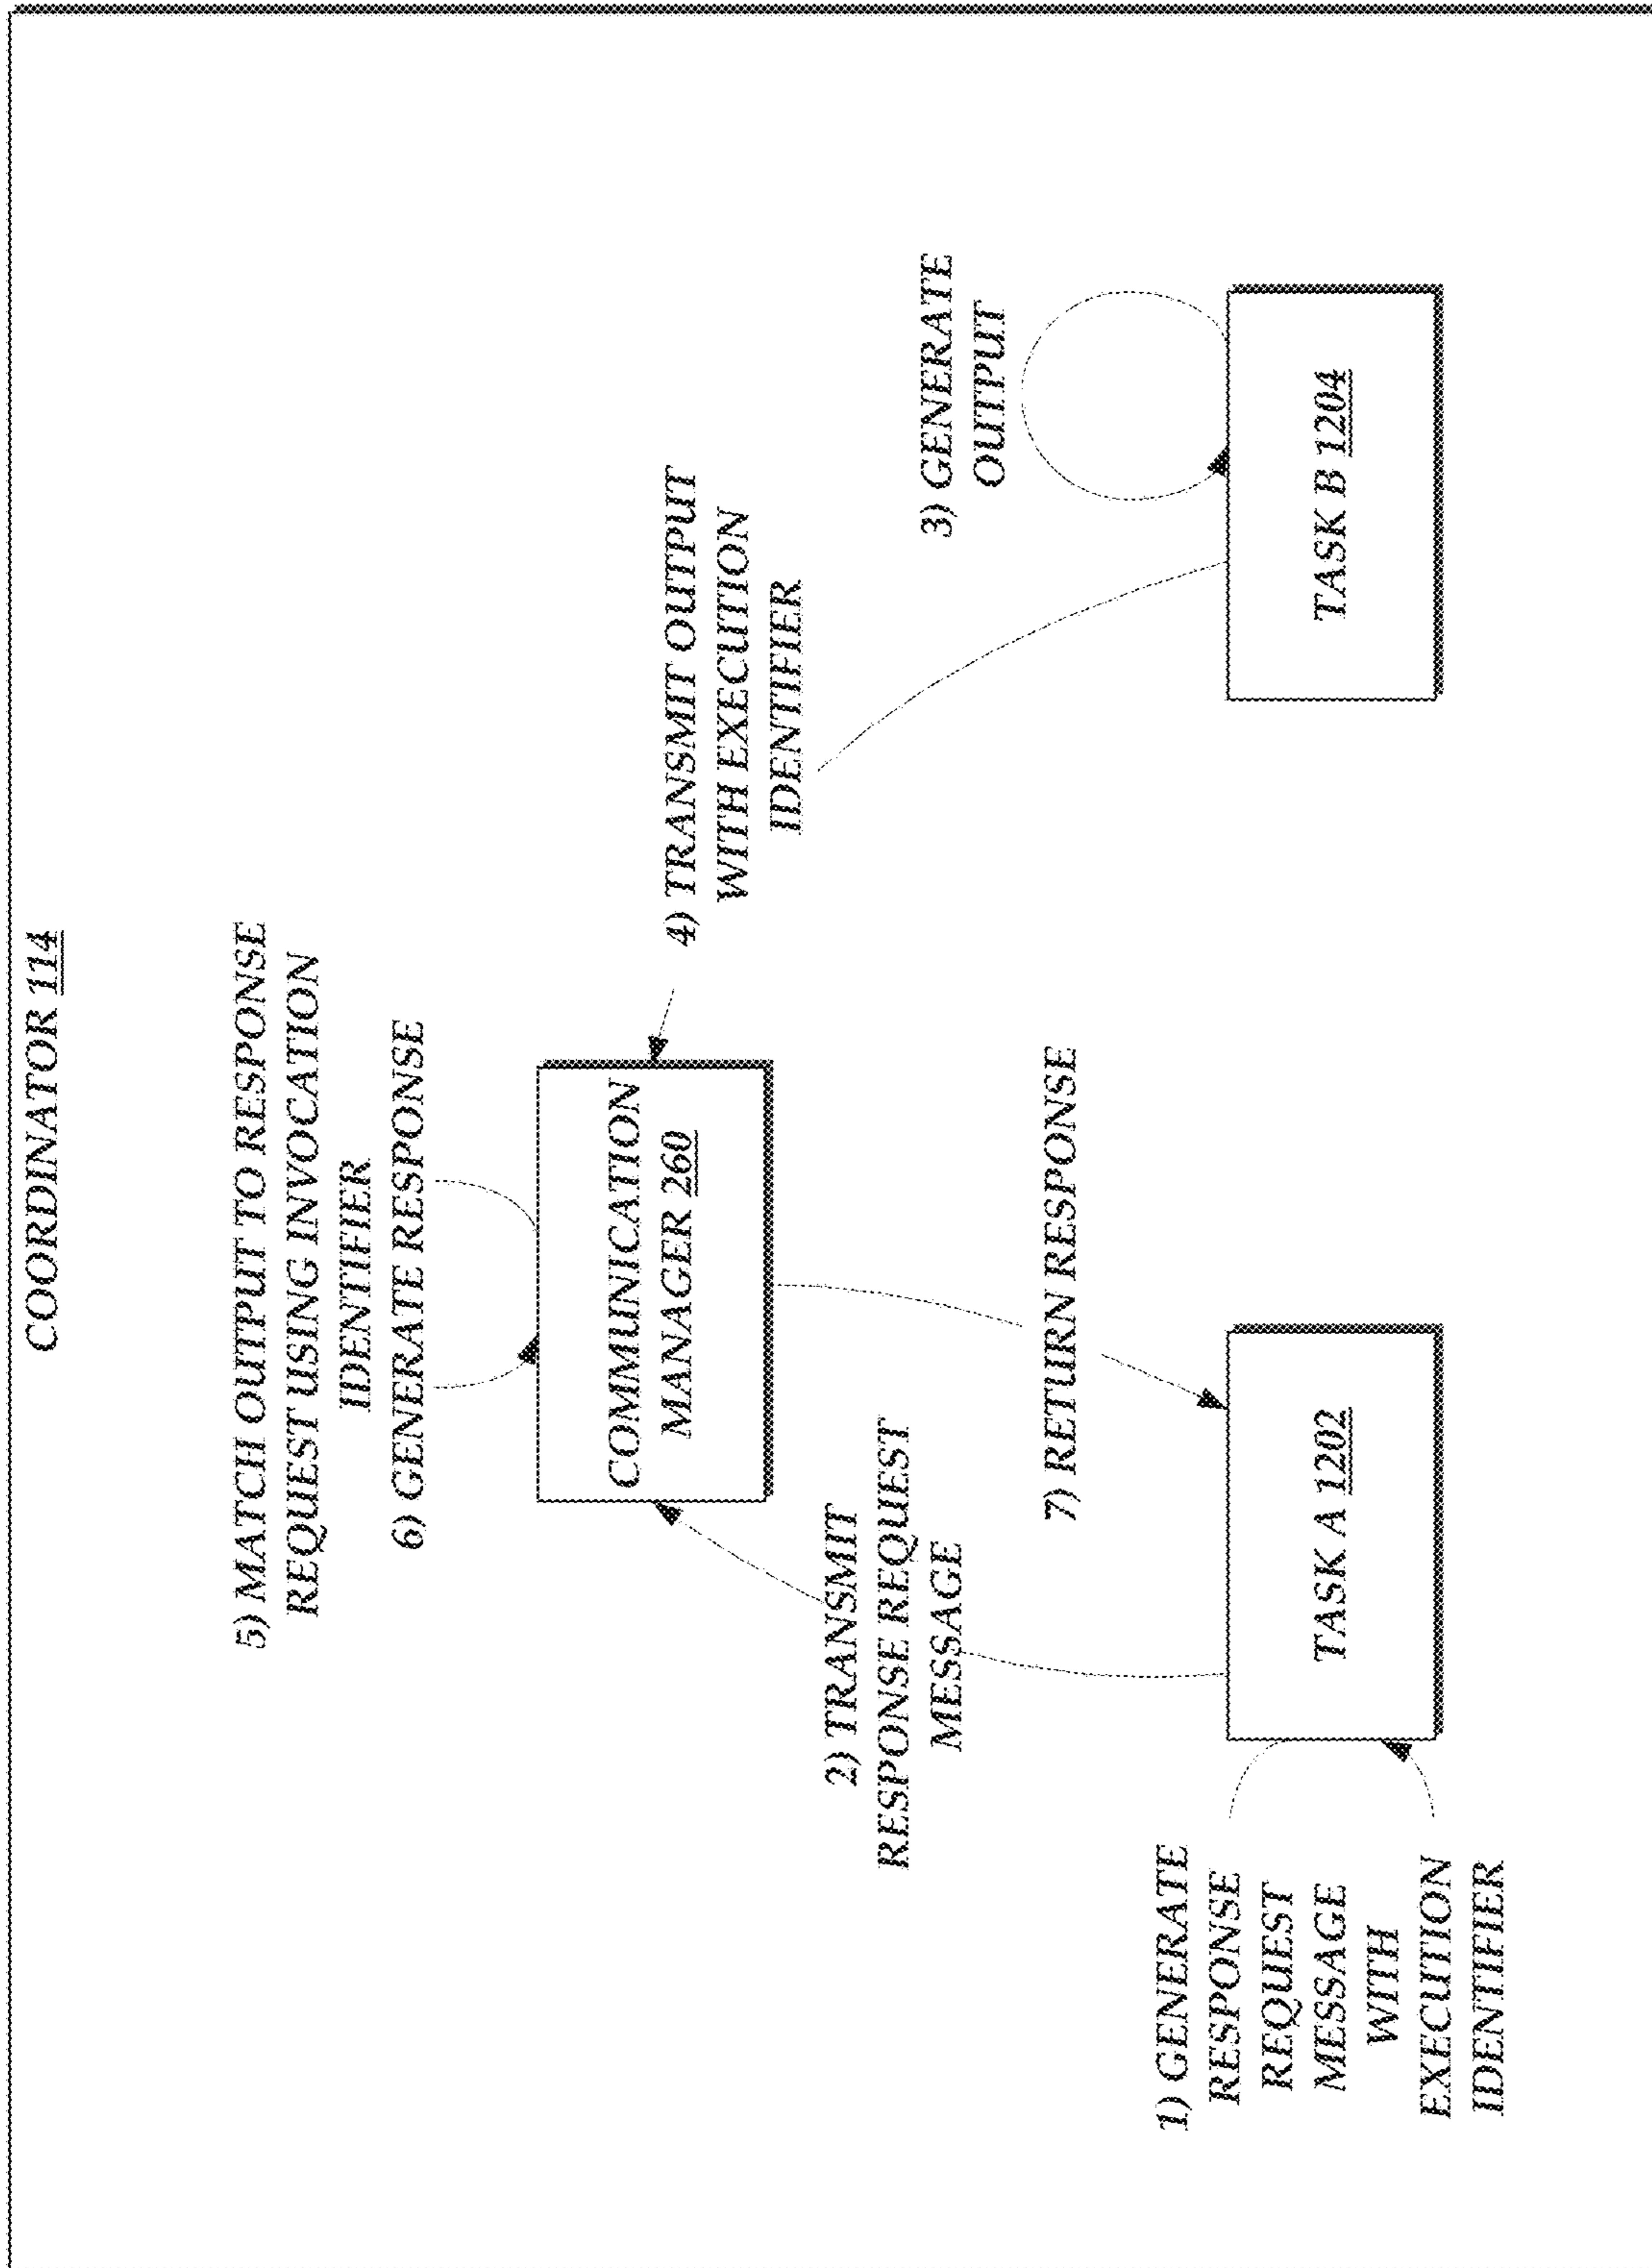 COORDINATOR 114
5) MATCH OUTPUT TO RESPONSE
REQUEST USING INVOCATION
IDENTIFIER
6) GENERATE RESPONSE
COMMUNICATION
MANAGER 260
4) TRANSMIT OUTPUT
WITH EXECUTION
IDENTIFIER
2) TRANSMIT
RESPONSE REQUEST
MESSAGE
3) GENERATE
OUTPUT
7) RETURN RESPONSE
1) GENERATE
RESPONSE
REQUEST
MESSAGE
WITH
EXECUTION
IDENTIFIER
TASK A 1202
TASK B 1204